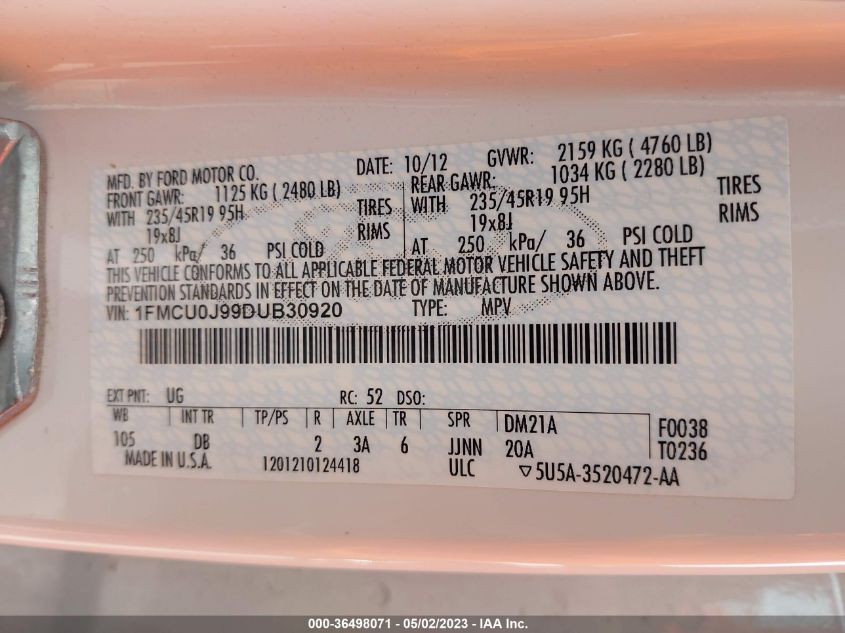 MFD. BY FORD MOTOR CO. DATE: 10/12 GVWR: 2159 KG ( 4760 LB)
FRONT GAWR: 1125 KG ( 2480 LB) REAR GAWR: 1034 KG ( 2280 LB)
WITH 235/45R19 95H TIRES WITH 235/45R19 95H TIRES
19x8J RIMS 19x8J RIMS
AT 250 kPa/ 36 PSI COLD AT 250 kPa/ 36 PSI COLD
THIS VEHICLE CONFORMS TO ALL APPLICABLE FEDERAL MOTOR VEHICLE SAFETY AND THEFT
PREVENTION STANDARDS IN EFFECT ON THE DATE OF MANUFACTURE SHOWN ABOVE.
VIN: 1FMCU0J99DUB30920 TYPE: MPV
EXT PNT: UG RC: 52 DSO:
WB INT TR TP/PS R AXLE TR SPR DM21A F0038
105 DB 2 3A 6 JJNN 20A T0236
MADE IN U.S.A. 1201210124418 ULC ▽5U5A-3520472-AA
000-36498071 - 05/02/2023 - IAA Inc.